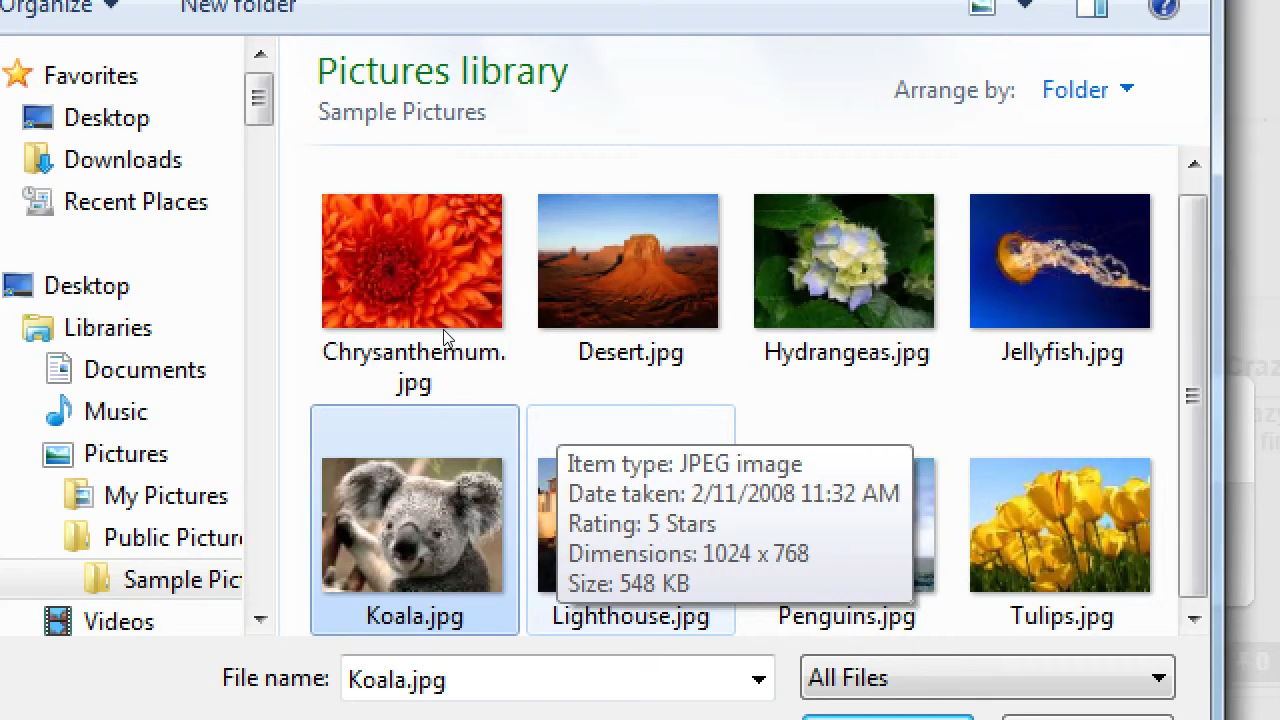 Organize
New folder
Favorites
Desktop
Downloads
Recent Places
Desktop
Libraries
Documents
Music
Pictures
My Pictures
Public Pictur
Sample Pic
Videos
Pictures library
Sample Pictures
Arrange by: Folder
Chrysanthemum.
jpg
Desert.jpg
Hydrangeas.jpg
Jellyfish.jpg
Item type: JPEG image
Date taken: 2/11/2008 11:32 AM
Rating: 5 Stars
Dimensions: 1024 x 768
Size: 548 KB
Koala.jpg
Lighthouse.jpg
Penguins.jpg
Tulips.jpg
File name: Koala.jpg
All Files